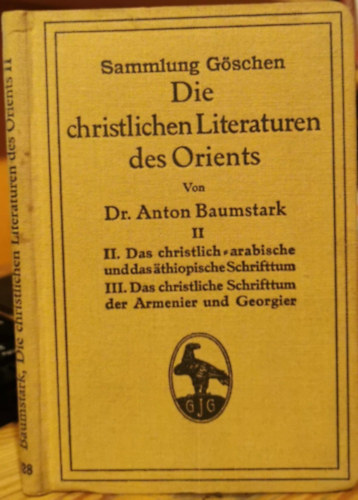 Sammlung Göschen
Die
christlichen Literaturen
des Orients
Von
Dr. Anton Baumstark
II
II. Das christlich-arabische
und das äthiopische Schrifttum
III. Das christliche Schrifttum
der Armenier und Georgier
G J G
Baumstark, Die christlichen Literaturen des Orients II